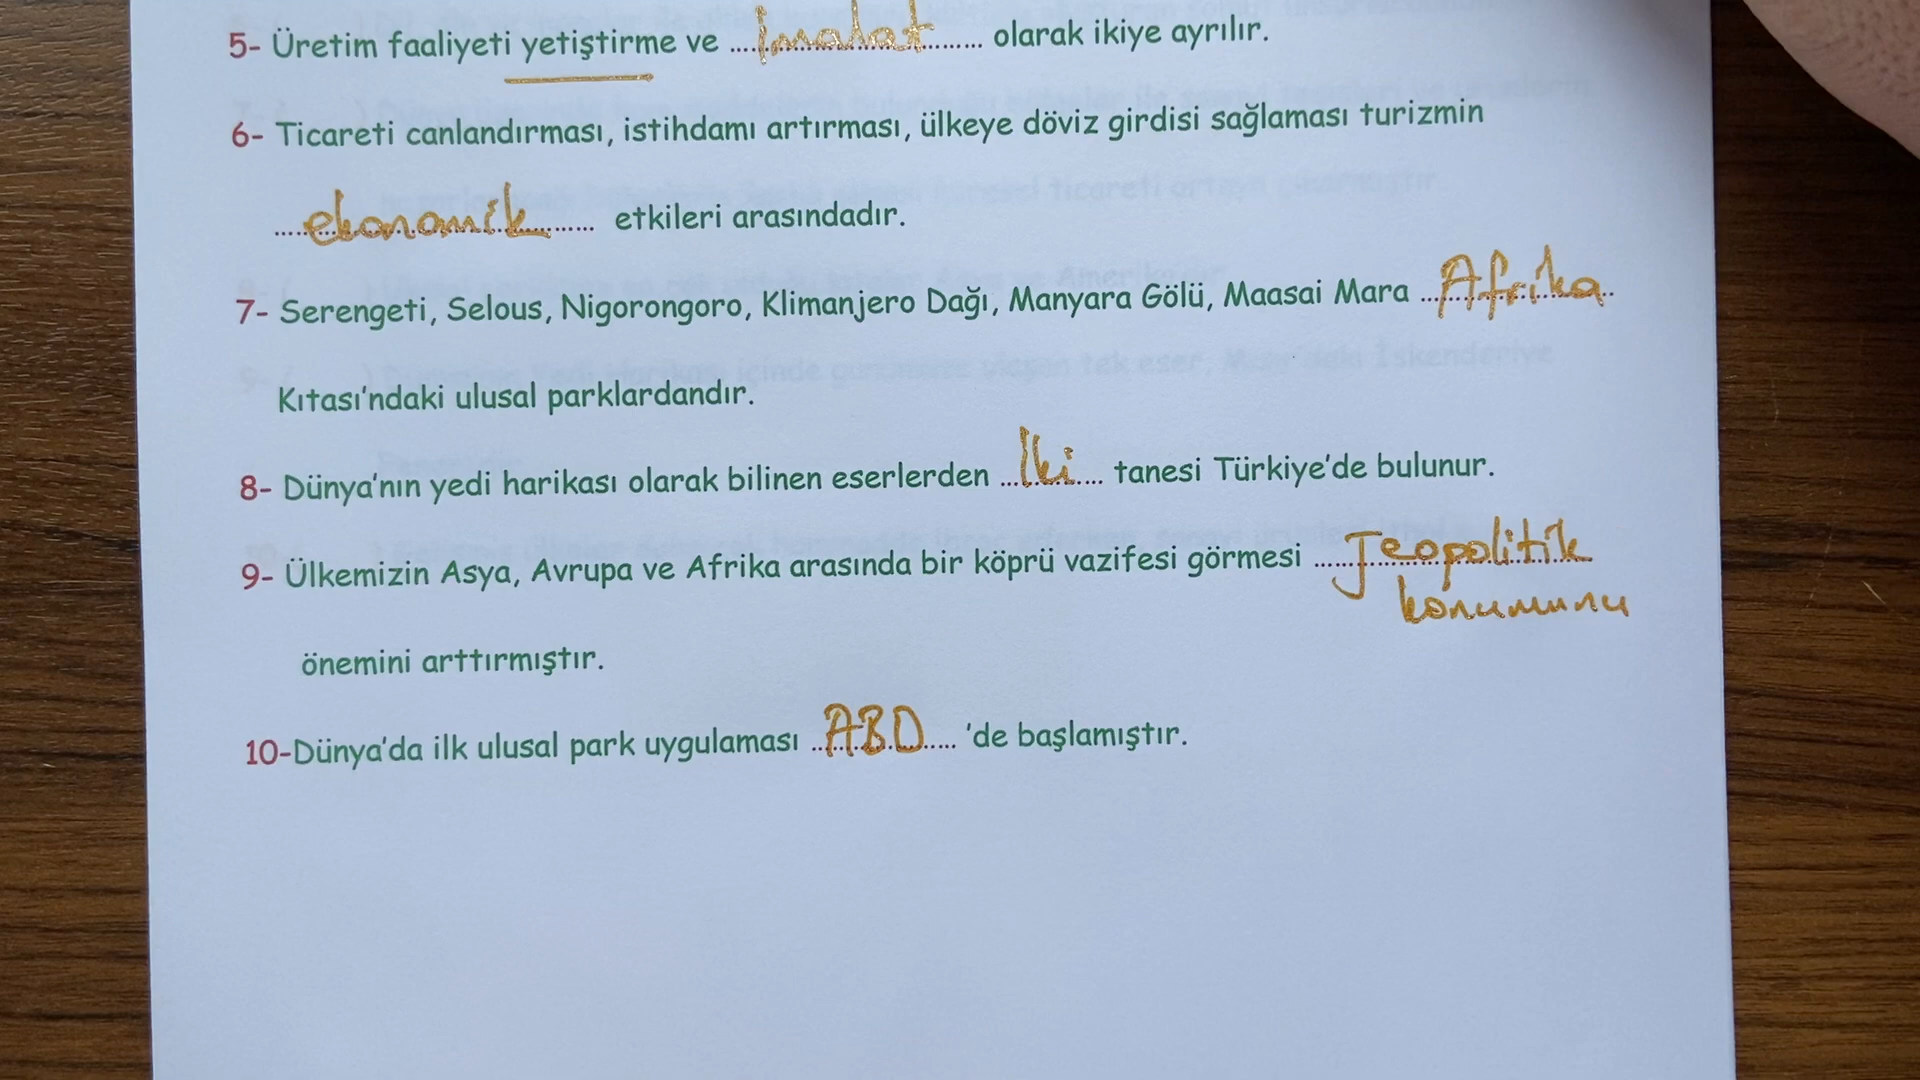 5- Üretim faaliyeti yetiştirme ve ....İmalat........ olarak ikiye ayrılır.
6- Ticareti canlandırması, istihdamı artırması, ülkeye döviz girdisi sağlaması turizmin
....ekonomik....... etkileri arasındadır.
7- Serengeti, Selous, Nigorongoro, Klimanjero Dağı, Manyara Gölü, Maasai Mara ...Afrika..
Kıtası'ndaki ulusal parklardandır.
8- Dünya'nın yedi harikası olarak bilinen eserlerden ...İki.... tanesi Türkiye'de bulunur.
9- Ülkemizin Asya, Avrupa ve Afrika arasında bir köprü vazifesi görmesi ......Jeopolitik
konumunu
önemini arttırmıştır.
10-Dünya'da ilk ulusal park uygulaması ..ABD..... 'de başlamıştır.